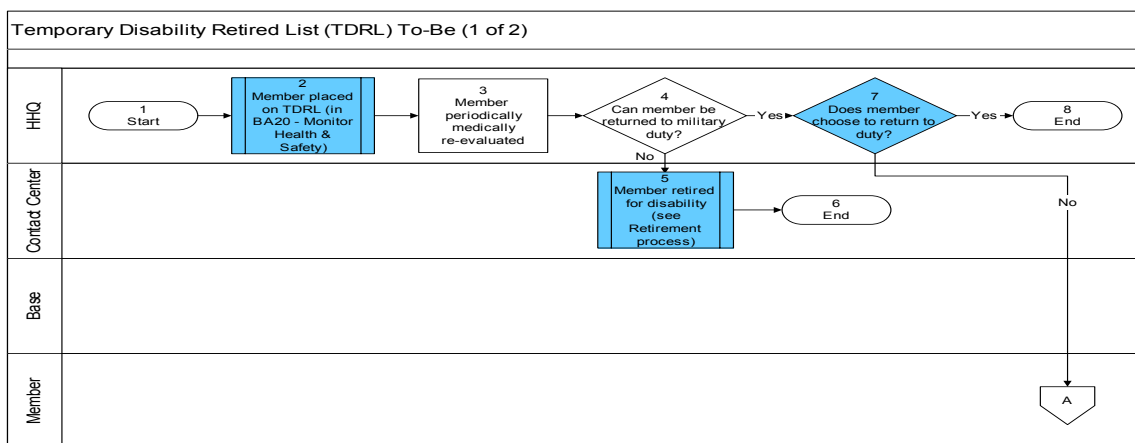 Temporary Disability Retired List (TDRL) To-Be (1 of 2)
HHQ
1
Start
2
Member placed
on TDRL (in
BA20 - Monitor
Health &
Safety)
3
Member
periodically
medically
re-evaluated
4
Can member be
returned to military
duty?
Yes
7
Does member
choose to return to
duty?
Yes
8
End
No
No
Contact Center
5
Member retired
for disability
(see
Retirement
process)
6
End
Base
Member
A